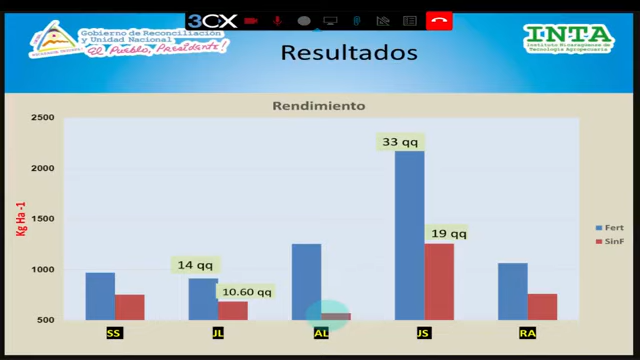 3CX
Gobierno de Reconciliación
y Unidad Nacional
El Pueblo, Presidente!
INTA
Instituto Nicaragüense de
Tecnología Agropecuaria
Resultados
Rendimiento
2500
2000
1500
1000
500
Kg Ha -1
33 qq
19 qq
14 qq
10.60 qq
Fert
SinF
SS
JL
AL
JS
RA